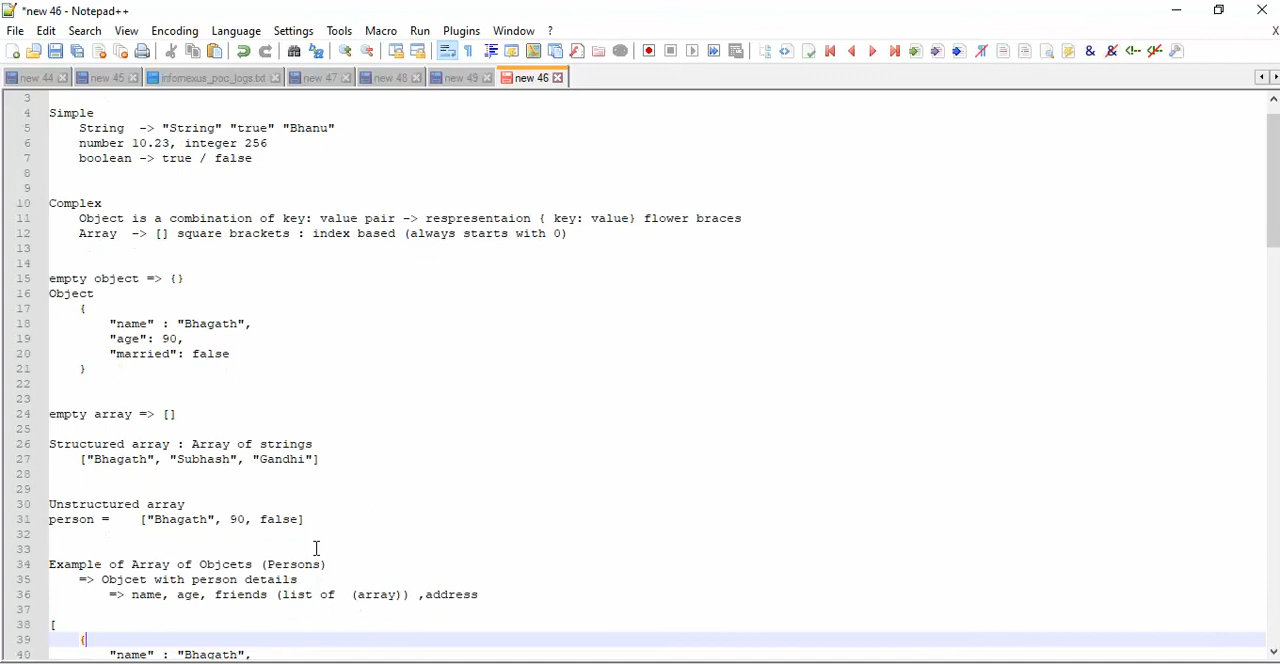 *new 46 - Notepad++
File Edit Search View Encoding Language Settings Tools Macro Run Plugins Window ? X
new 44 new 45 infomexus_poc_logs.txt new 47 new 48 new 49 new 46
3
4 Simple
5 String -> "String" "true" "Bhanu"
6 number 10.23, integer 256
7 boolean -> true / false
8
9
10 Complex
11 Object is a combination of key: value pair -> respresentaion { key: value} flower braces
12 Array -> [] square brackets : index based (always starts with 0)
13
14
15 empty object => {}
16 Object
17 {
18 "name" : "Bhagath",
19 "age": 90,
20 "married": false
21 }
22
23
24 empty array => []
25
26 Structured array : Array of strings
27 ["Bhagath", "Subhash", "Gandhi"]
28
29
30 Unstructured array
31 person = ["Bhagath", 90, false]
32
33
34 Example of Array of Objcets (Persons)
35 => Objcet with person details
36 => name, age, friends (list of (array)) ,address
37
38 [
39 {
40 "name" : "Bhagath",